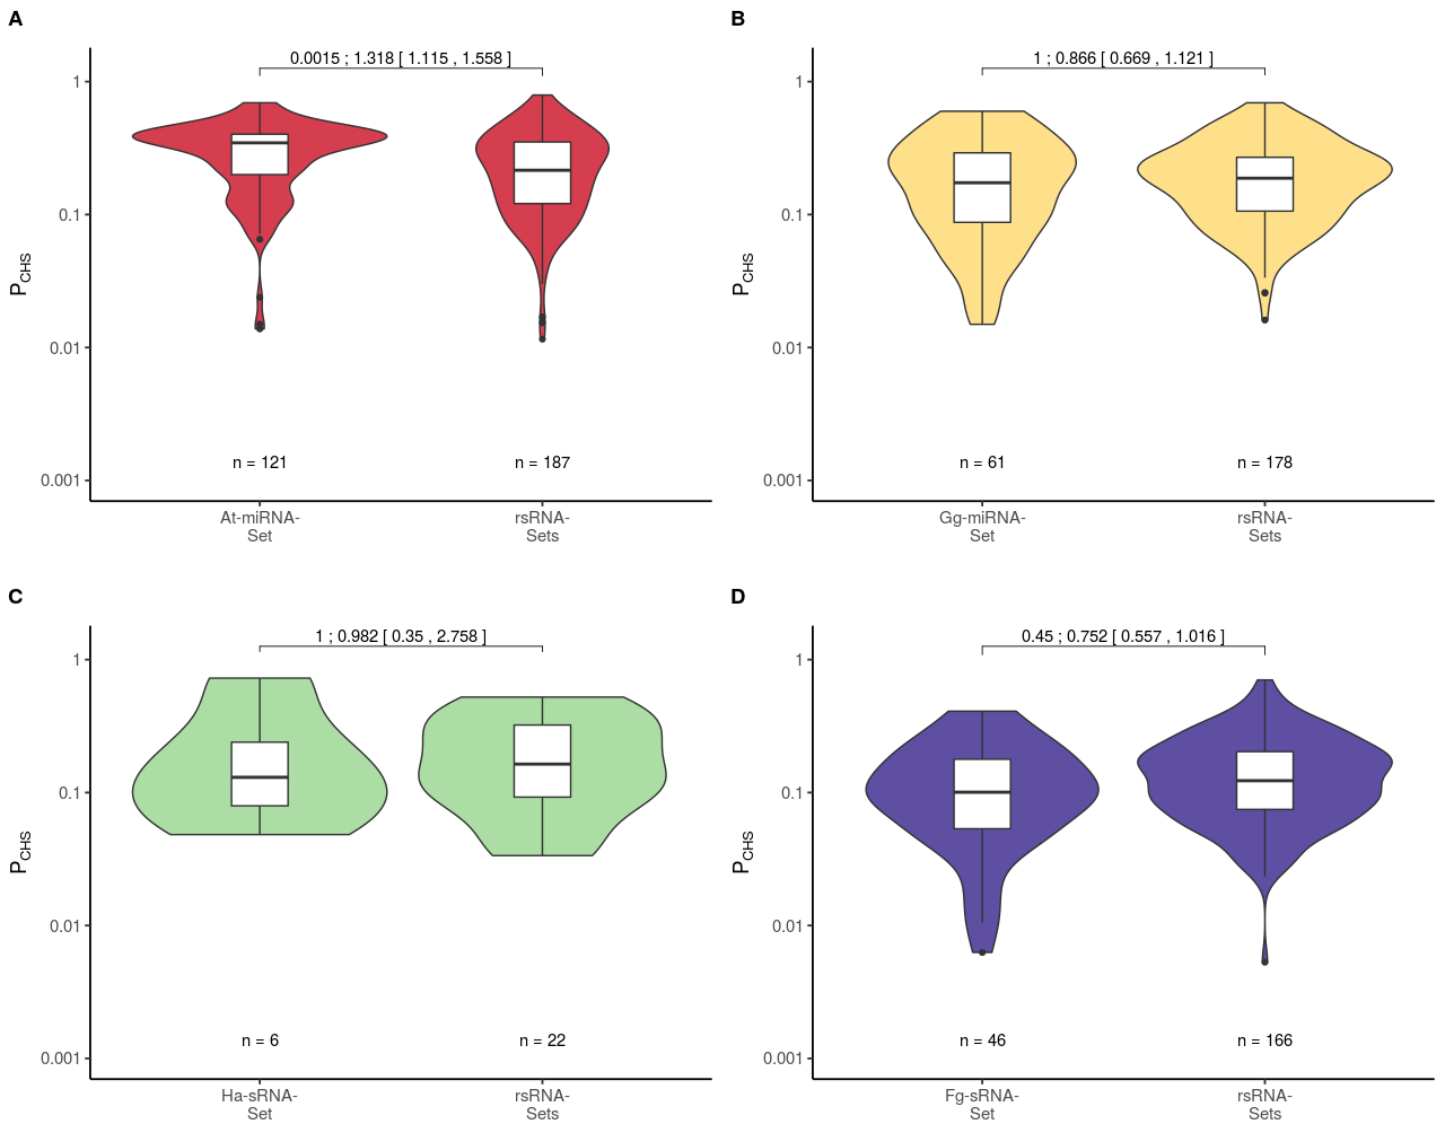 A
0.0015 ; 1.318 [ 1.115 , 1.558 ]
1
0.1
0.01
0.001
PCHS
n = 121
n = 187
At-miRNA-
Set
rsRNA-
Sets
B
1 ; 0.866 [ 0.669 , 1.121 ]
1
0.1
0.01
0.001
PCHS
n = 61
n = 178
Gg-miRNA-
Set
rsRNA-
Sets
C
1 ; 0.982 [ 0.35 , 2.758 ]
1
0.1
0.01
0.001
PCHS
n = 6
n = 22
Ha-sRNA-
Set
rsRNA-
Sets
D
0.45 ; 0.752 [ 0.557 , 1.016 ]
1
0.1
0.01
0.001
PCHS
n = 46
n = 166
Fg-sRNA-
Set
rsRNA-
Sets